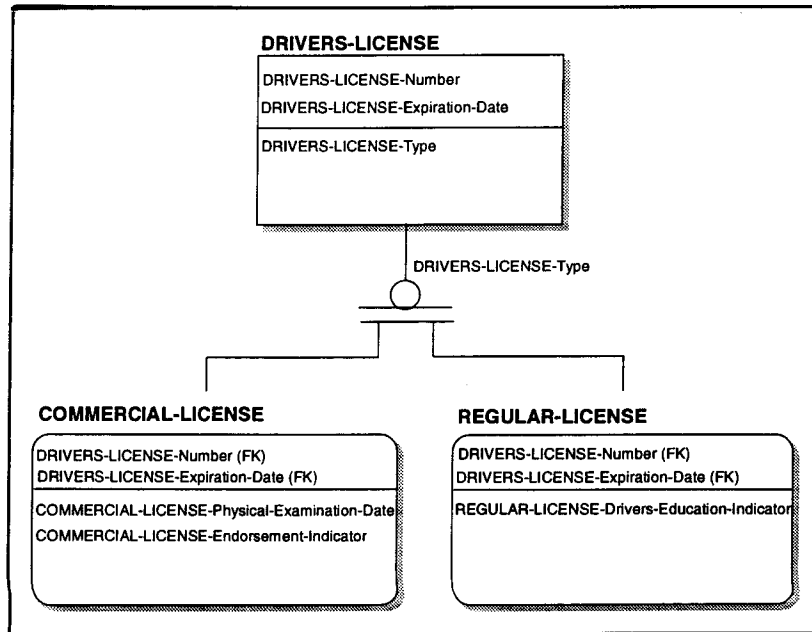 DRIVERS-LICENSE
DRIVERS-LICENSE-Number
DRIVERS-LICENSE-Expiration-Date
DRIVERS-LICENSE-Type
DRIVERS-LICENSE-Type
COMMERCIAL-LICENSE
DRIVERS-LICENSE-Number (FK)
DRIVERS-LICENSE-Expiration-Date (FK)
COMMERCIAL-LICENSE-Physical-Examination-Date
COMMERCIAL-LICENSE-Endorsement-Indicator
REGULAR-LICENSE
DRIVERS-LICENSE-Number (FK)
DRIVERS-LICENSE-Expiration-Date (FK)
REGULAR-LICENSE-Drivers-Education-Indicator